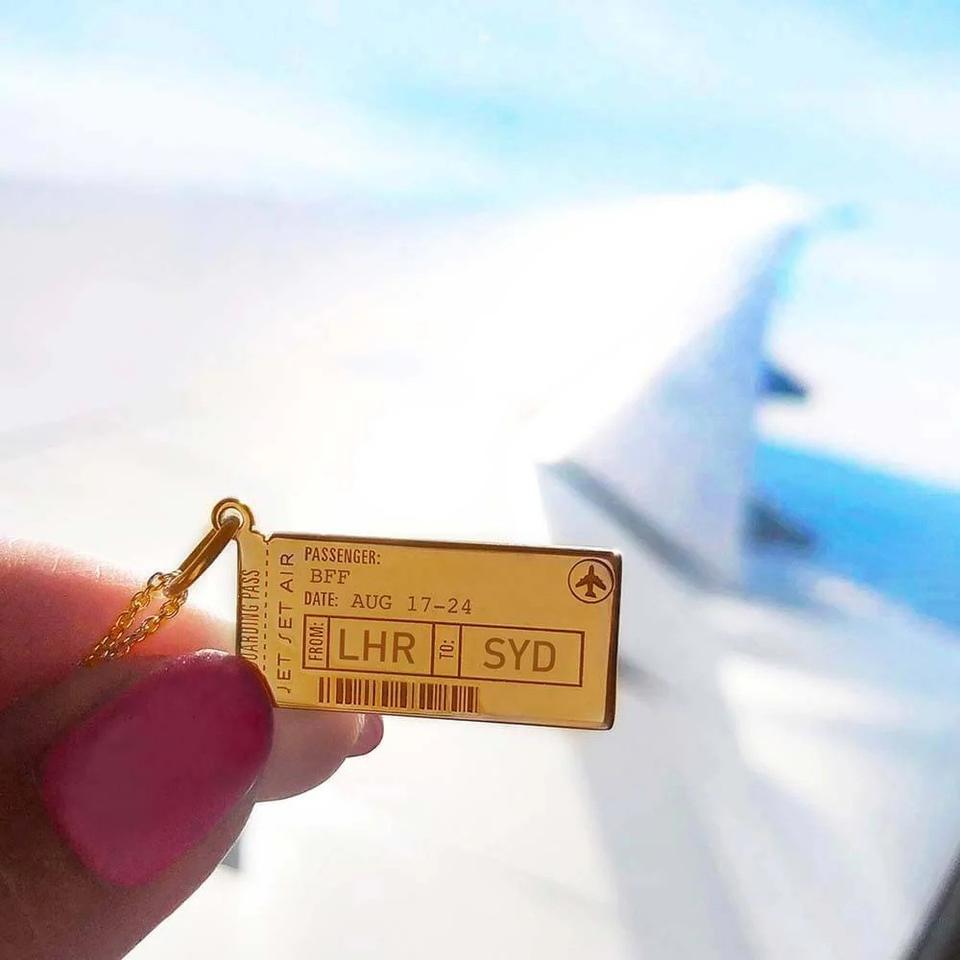 BOARDING PASS
JET SET AIR
PASSENGER:
BFF
DATE: AUG 17-24
FROM: LHR TO: SYD